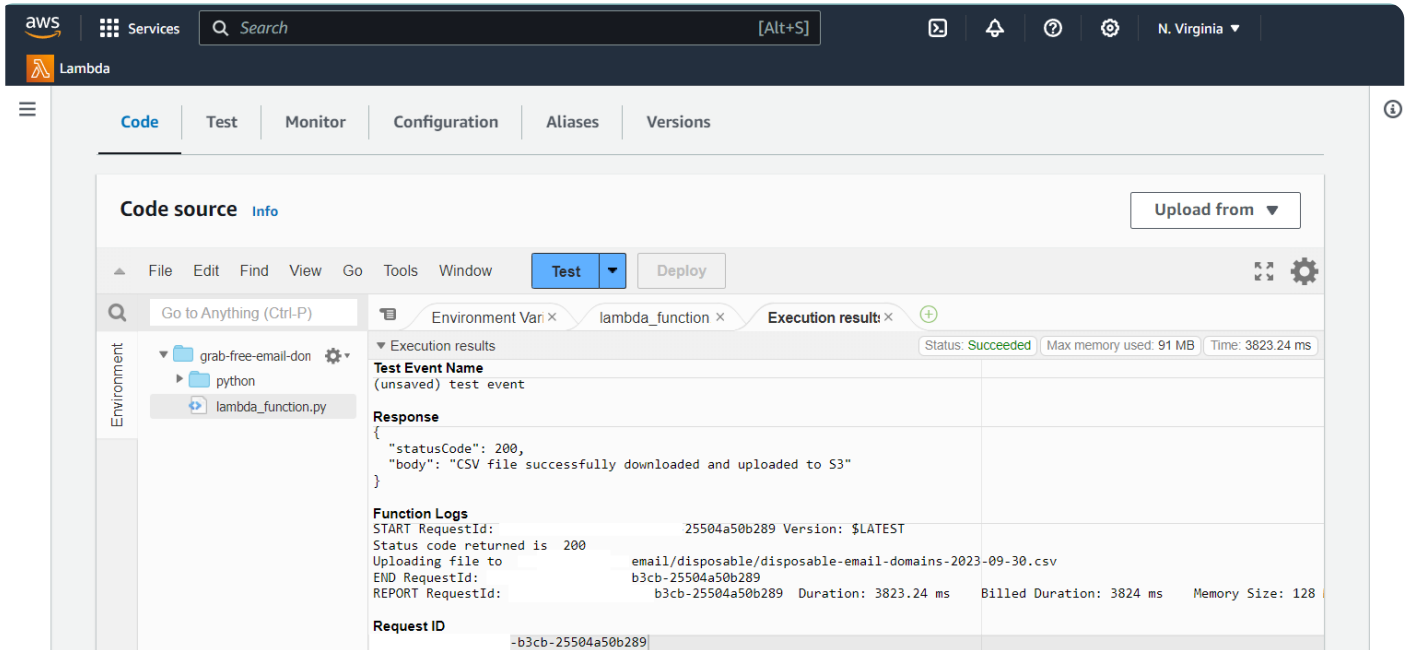 aws
Services
Search [Alt+S]
N. Virginia
Lambda
Code Test Monitor Configuration Aliases Versions
Code source Info
Upload from
File Edit Find View Go Tools Window Test Deploy
Go to Anything (Ctrl-P)
Environment Vari × lambda_function × Execution results ×
Execution results
Status: Succeeded Max memory used: 91 MB Time: 3823.24 ms
Environment
grab-free-email-don
python
lambda_function.py
Test Event Name
(unsaved) test event
Response
{
"statusCode": 200,
"body": "CSV file successfully downloaded and uploaded to S3"
}
Function Logs
START RequestId: 25504a50b289 Version: $LATEST
Status code returned is 200
Uploading file to email/disposable/disposable-email-domains-2023-09-30.csv
END RequestId: b3cb-25504a50b289
REPORT RequestId: b3cb-25504a50b289 Duration: 3823.24 ms Billed Duration: 3824 ms Memory Size: 128
Request ID
-b3cb-25504a50b289